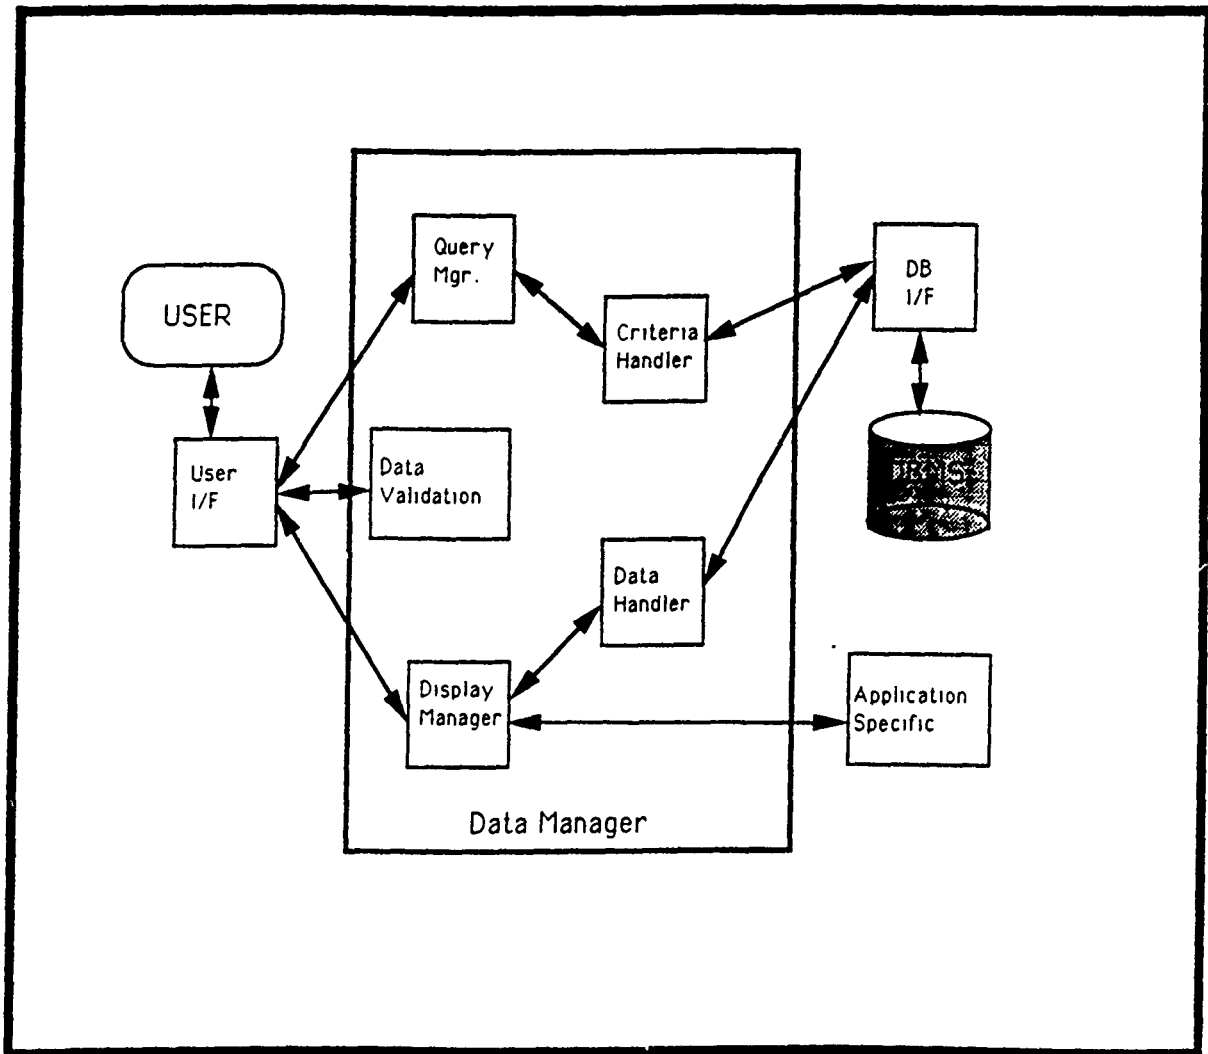 Query
Mgr.
DB
I/F
USER
Criteria
Handler
User
I/F
Data
Validation
Data
Handler
Display
Manager
Application
Specific
Data Manager